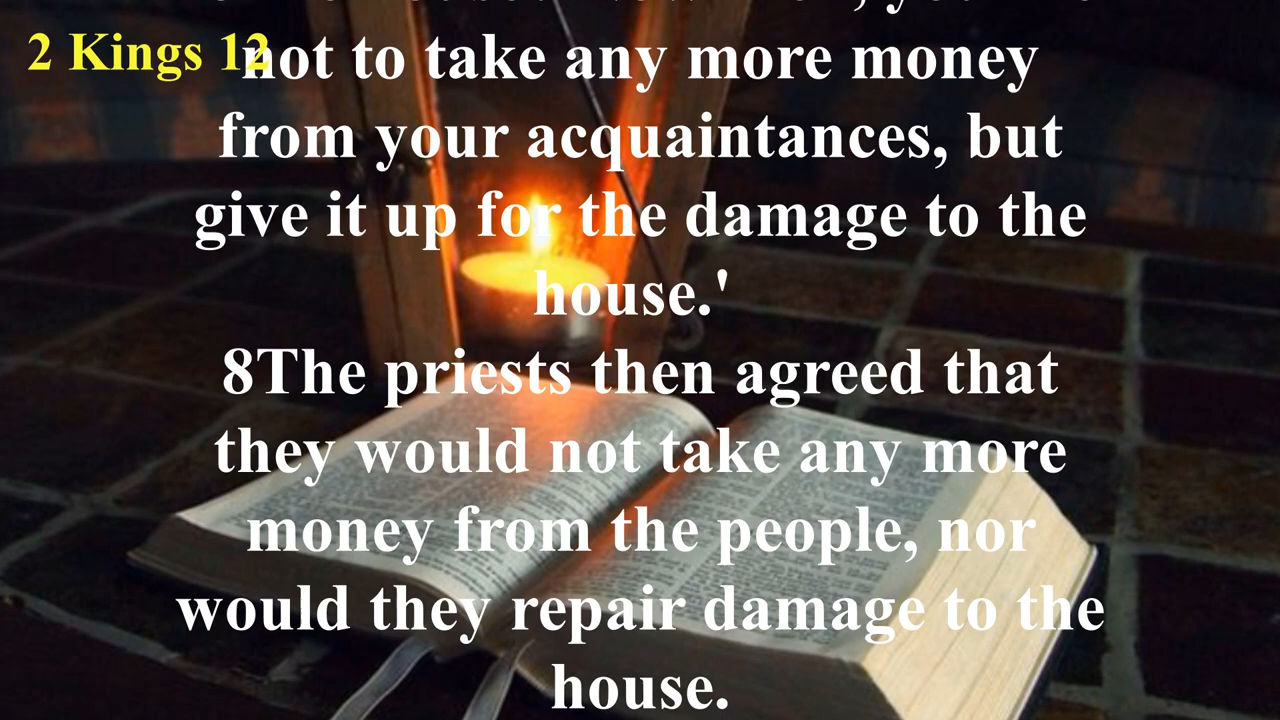 2 Kings 12
not to take any more money
from your acquaintances, but
give it up for the damage to the
house.'
8The priests then agreed that
they would not take any more
money from the people, nor
would they repair damage to the
house.